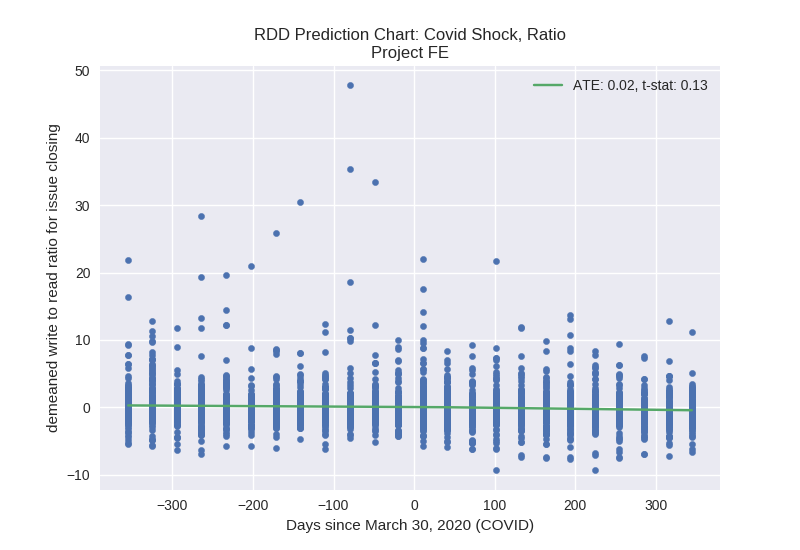 RDD Prediction Chart: Covid Shock, Ratio
Project FE
ATE: 0.02, t-stat: 0.13
demeaned write to read ratio for issue closing
50
40
30
20
10
0
−10
−300 −200 −100 0 100 200 300
Days since March 30, 2020 (COVID)